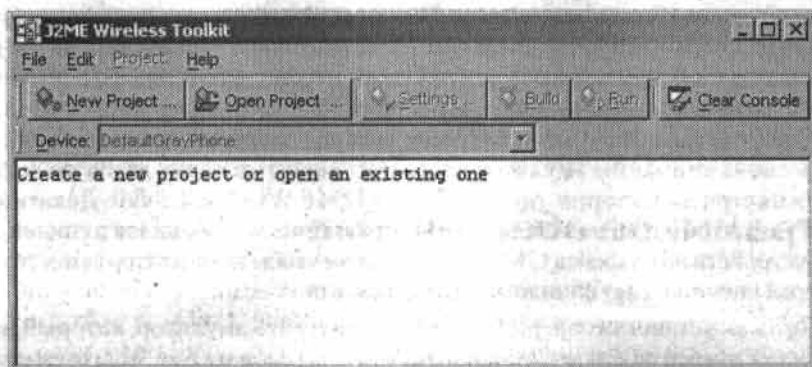 J2ME Wireless Toolkit
File Edit Project Help
New Project ... Open Project ... Settings ... Build Run Clear Console
Device: DefaultGrayPhone
Create a new project or open an existing one